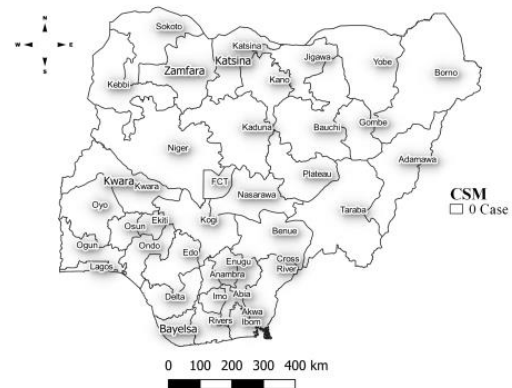 N
W E
S
Sokoto
Katsina
Katsina
Jigawa
Yobe
Borno
Zamfara
Kano
Kebbi
Kaduna
Bauchi
Gombe
Niger
Adamawa
Plateau
FCT
Nasarawa
Kwara
Kwara
Taraba
CSM
0 Case
Oyo
Kogi
Ekiti
Osun
Benue
Ogun
Ondo
Edo
Enugu
Cross
River
Lagos
Anambra
Delta
Imo
Abia
Akwa
Ibom
Rivers
Bayelsa
0 100 200 300 400 km